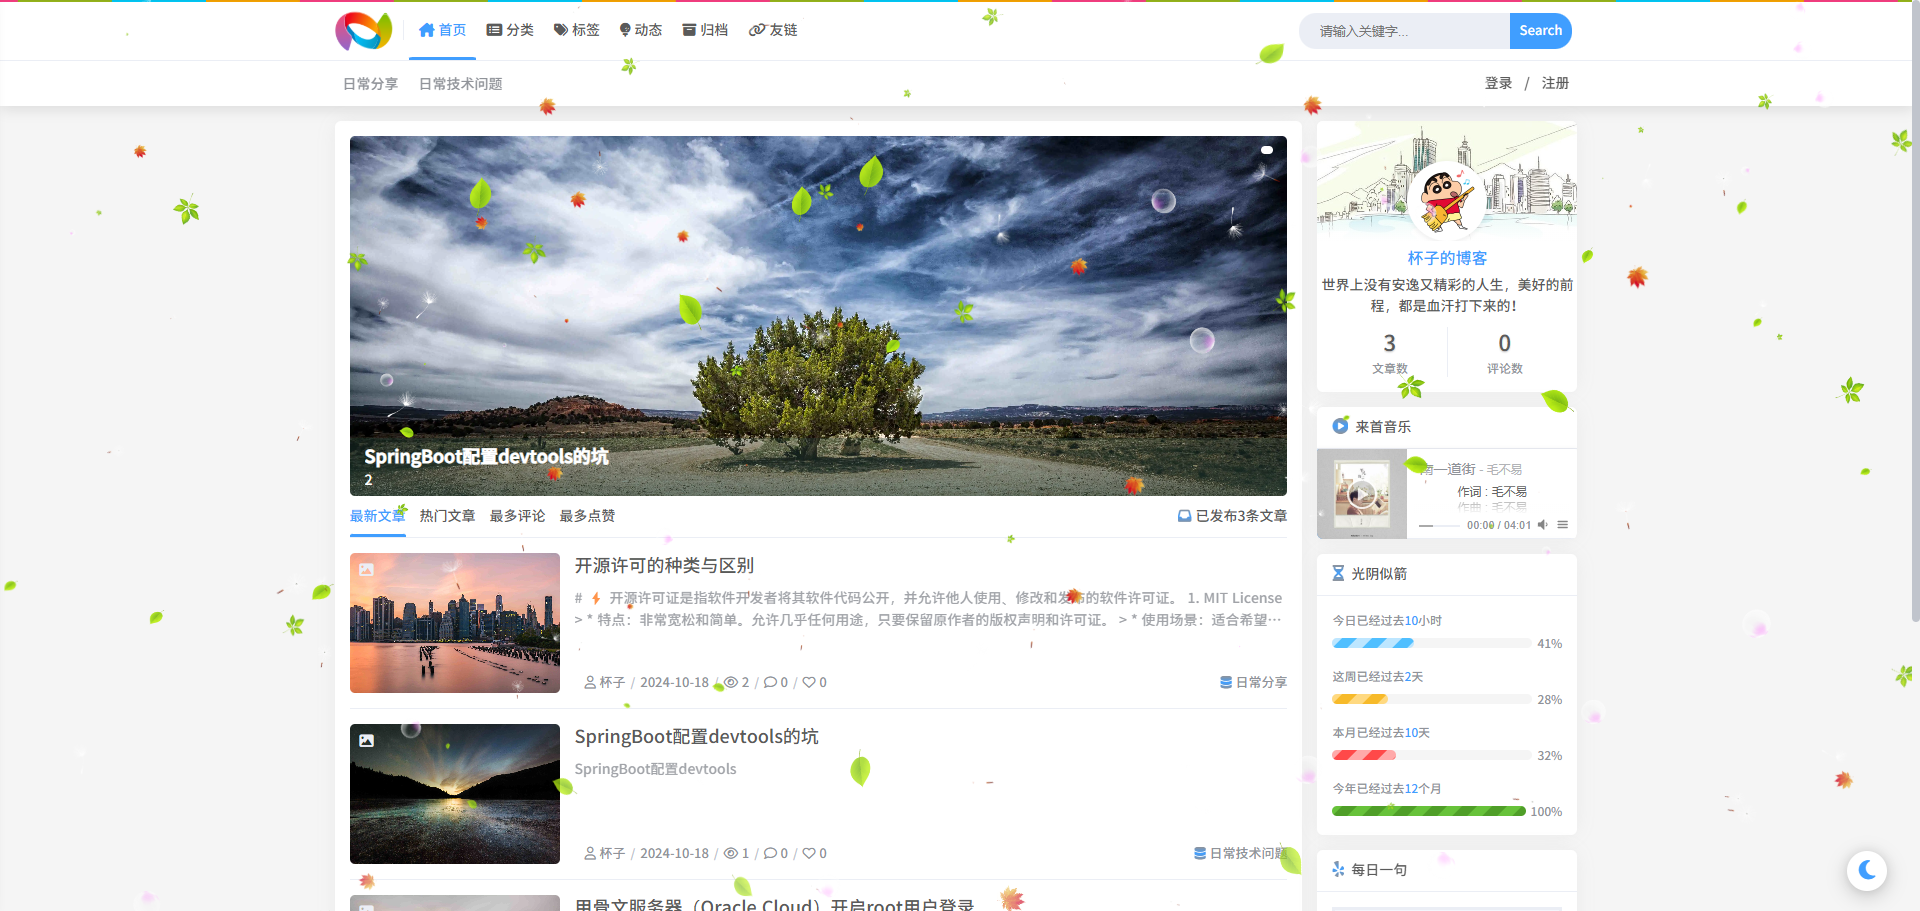 首页
分类
标签
动态
归档
友链
请输入关键字...
Search
日常分享
日常技术问题
登录 / 注册
SpringBoot配置devtools的坑
2
杯子的博客
世界上没有安逸又精彩的人生，美好的前
程，都是血汗打下来的！
3
文章数
0
评论数
最新文章
热门文章
最多评论
最多点赞
已发布3条文章
开源许可的种类与区别
# 开源许可证是指软件开发者将其软件代码公开，并允许他人使用、修改和发布的软件许可证。 1. MIT License
> * 特点：非常宽松和简单。允许几乎任何用途，只要保留原作者的版权声明和许可证。 > * 使用场景：适合希望…
杯子 / 2024-10-18 / 2 / 0 / 0
日常分享
SpringBoot配置devtools的坑
SpringBoot配置devtools
杯子 / 2024-10-18 / 1 / 0 / 0
日常技术问题
甲骨文服务器（Oracle Cloud）开启root用户登录
来首音乐
南一道街 - 毛不易
作词 : 毛不易
作曲 : 毛不易
00:00 / 04:01
光阴似箭
今日已经过去10小时
41%
这周已经过去2天
28%
本月已经过去10天
32%
今年已经过去12个月
100%
每日一句